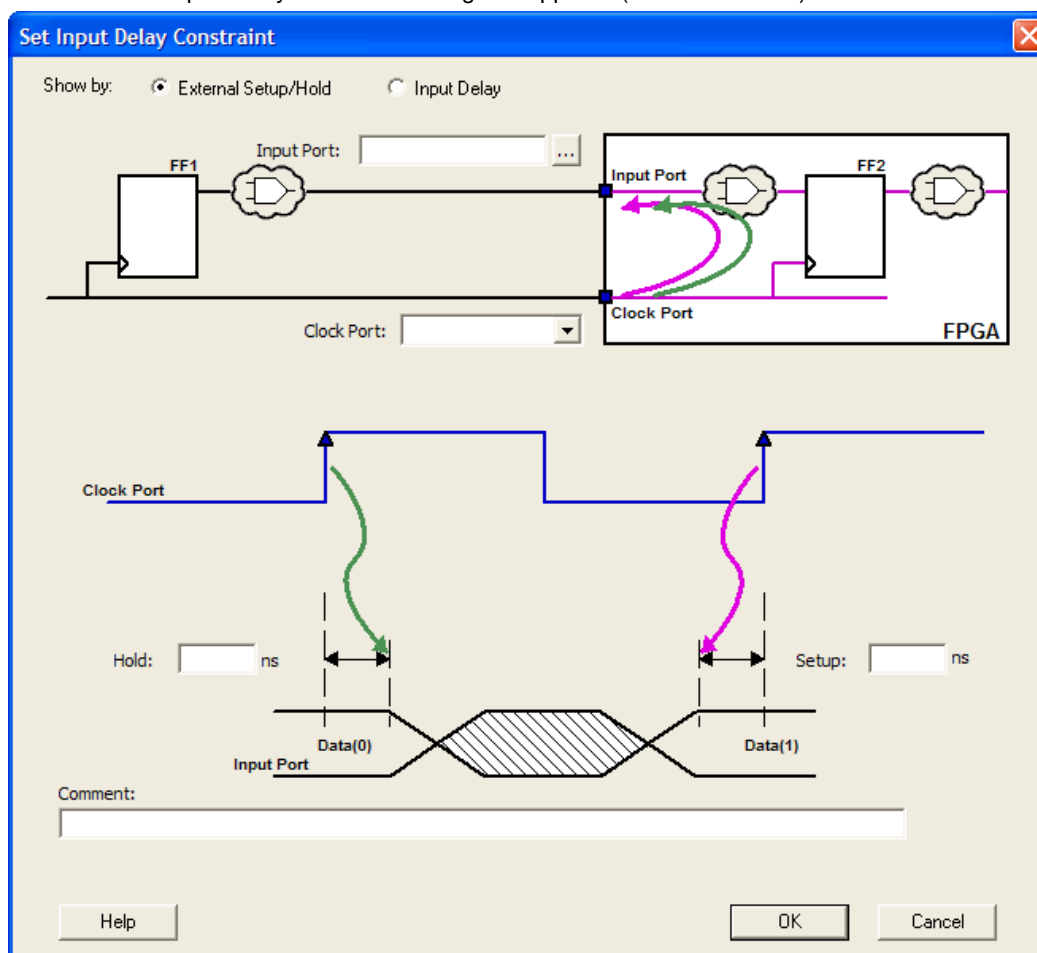 Set Input Delay Constraint
Show by: External Setup/Hold Input Delay
Input Port: ...
FF1
Input Port
FF2
Clock Port
Clock Port:
FPGA
Clock Port
Hold: ns
Setup: ns
Data(0)
Data(1)
Input Port
Comment:
Help OK Cancel